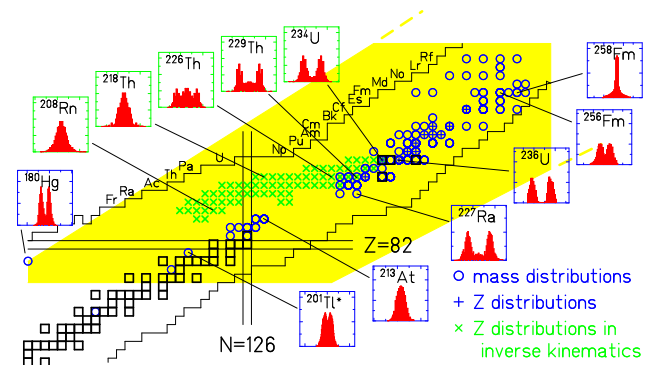 234U
229Th
226Th
218Th
208Rn
180Hg
258Fm
256Fm
236U
227Ra
213At
201Tl*
Rf
Lr
No
Md
Fm
Es
Cf
Bk
Cm
Am
Pu
Np
U
Pa
Th
Ac
Ra
Fr
Z=82
N=126
mass distributions
Z distributions
Z distributions in
inverse kinematics